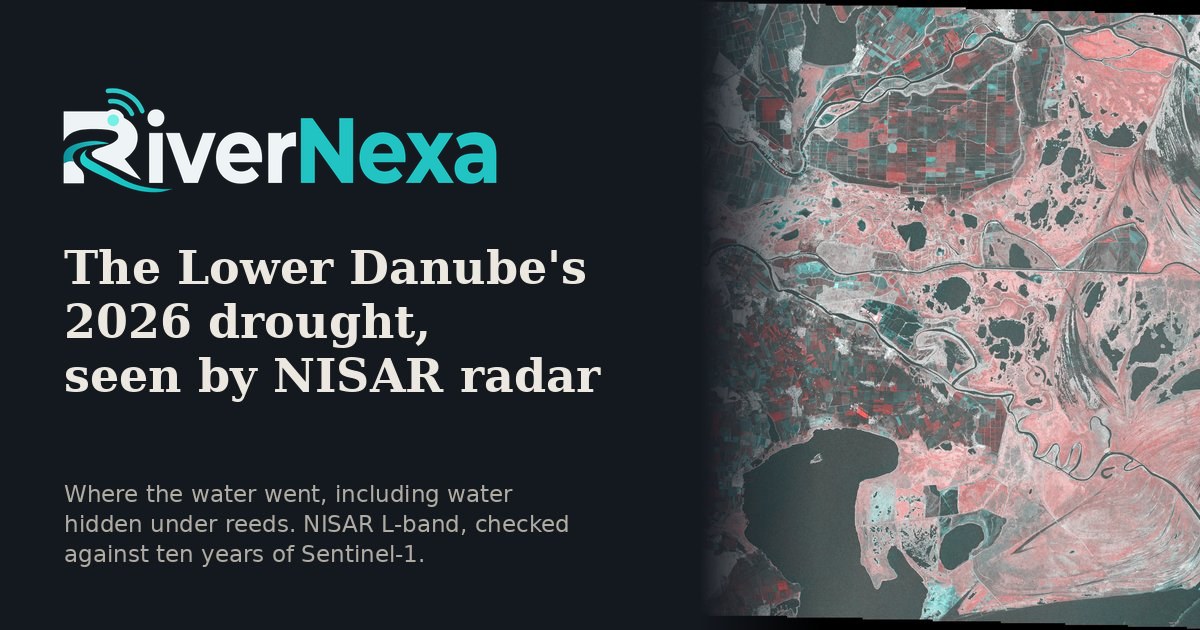 RiverNexa
The Lower Danube's
2026 drought,
seen by NISAR radar
Where the water went, including water
hidden under reeds. NISAR L-band, checked
against ten years of Sentinel-1.